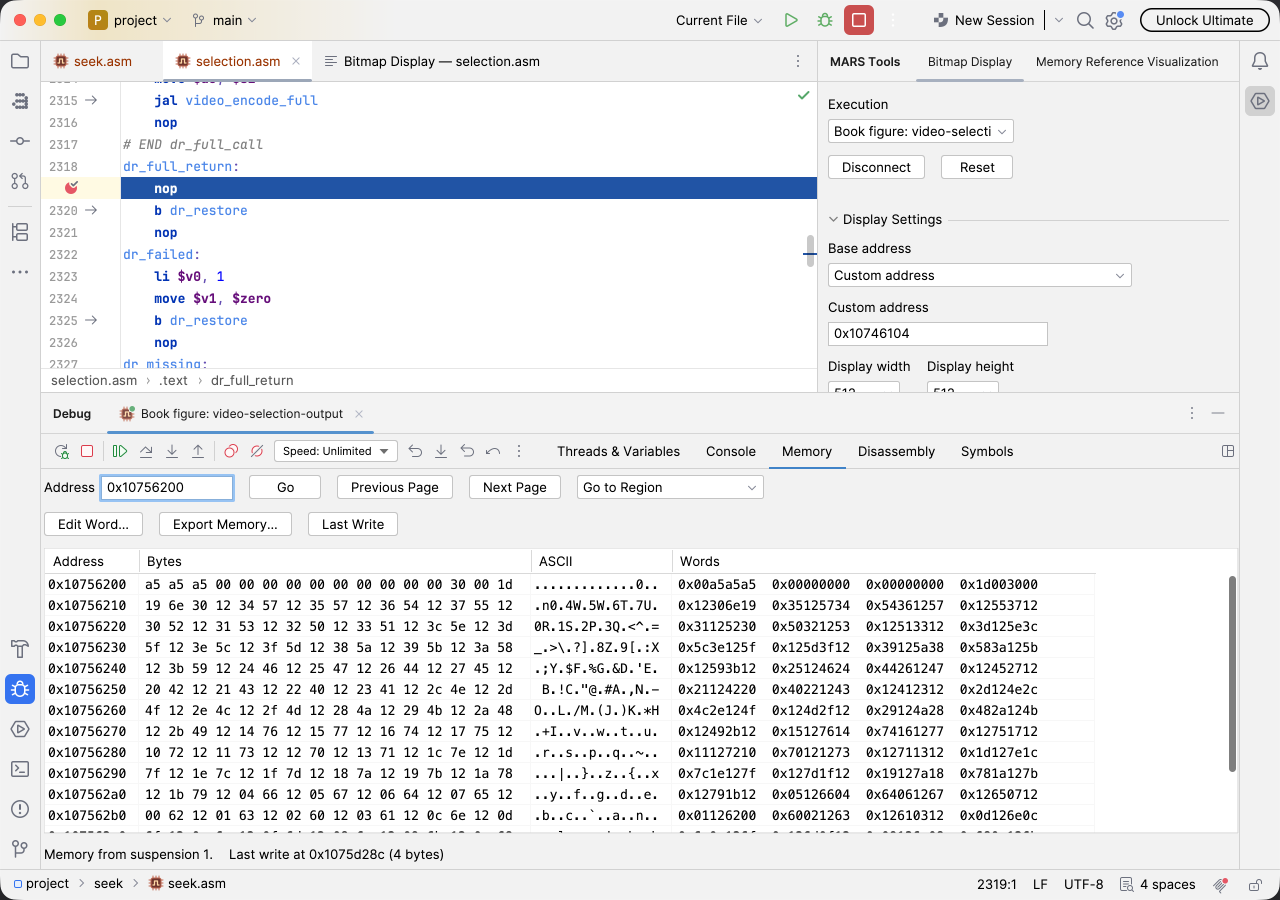 P project main Current File New Session Unlock Ultimate
seek.asm selection.asm Bitmap Display — selection.asm
MARS Tools Bitmap Display Memory Reference Visualization
2315 jal video_encode_full
2316 nop
2317 # END dr_full_call
2318 dr_full_return:
nop
2320 b dr_restore
2321 nop
2322 dr_failed:
2323 li $v0, 1
2324 move $v1, $zero
2325 b dr_restore
2326 nop
2327 dr_missing:
selection.asm › .text › dr_full_return
Execution
Book figure: video-selecti
Disconnect Reset
Display Settings
Base address
Custom address
Custom address
0x10746104
Display width Display height
512 512
Debug Book figure: video-selection-output
Speed: Unlimited Threads & Variables Console Memory Disassembly Symbols
Address 0x10756200 Go Previous Page Next Page Go to Region
Edit Word... Export Memory... Last Write
Address Bytes ASCII Words
0x10756200 a5 a5 a5 00 00 00 00 00 00 00 00 00 00 30 00 1d .............0.. 0x00a5a5a5 0x00000000 0x00000000 0x1d003000
0x10756210 19 6e 30 12 34 57 12 35 57 12 36 54 12 37 55 12 .n0.4W.5W.6T.7U. 0x12306e19 0x35125734 0x54361257 0x12553712
0x10756220 30 52 12 31 53 12 32 50 12 33 51 12 3c 5e 12 3d 0R.1S.2P.3Q.<^.= 0x31125230 0x50321253 0x12513312 0x3d125e3c
0x10756230 5f 12 3e 5c 12 3f 5d 12 38 5a 12 39 5b 12 3a 58 _.>\.?].8Z.9[.:X 0x5c3e125f 0x125d3f12 0x39125a38 0x583a125b
0x10756240 12 3b 59 12 24 46 12 25 47 12 26 44 12 27 45 12 .;Y.$F.%G.&D.'E. 0x12593b12 0x25124624 0x44261247 0x12452712
0x10756250 20 42 12 21 43 12 22 40 12 23 41 12 2c 4e 12 2d  B.!C."@.#A.,N.- 0x21124220 0x40221243 0x12412312 0x2d124e2c
0x10756260 4f 12 2e 4c 12 2f 4d 12 28 4a 12 29 4b 12 2a 48 O..L./M.(J.)K.*H 0x4c2e124f 0x124d2f12 0x29124a28 0x482a124b
0x10756270 12 2b 49 12 14 76 12 15 77 12 16 74 12 17 75 12 .+I..v..w..t..u. 0x12492b12 0x15127614 0x74161277 0x12751712
0x10756280 10 72 12 11 73 12 12 70 12 13 71 12 1c 7e 12 1d .r..s..p..q..~.. 0x11127210 0x70121273 0x12711312 0x1d127e1c
0x10756290 7f 12 1e 7c 12 1f 7d 12 18 7a 12 19 7b 12 1a 78 ...|..}..z..{..x 0x7c1e127f 0x127d1f12 0x19127a18 0x781a127b
0x107562a0 12 1b 79 12 04 66 12 05 67 12 06 64 12 07 65 12 ..y..f..g..d..e. 0x12791b12 0x05126604 0x64061267 0x12650712
0x107562b0 00 62 12 01 63 12 02 60 12 03 61 12 0c 6e 12 0d .b..c..`..a..n.. 0x01126200 0x60021263 0x12610312 0x0d126e0c
Memory from suspension 1. Last write at 0x1075d28c (4 bytes)
project › seek › seek.asm 2319:1 LF UTF-8 4 spaces